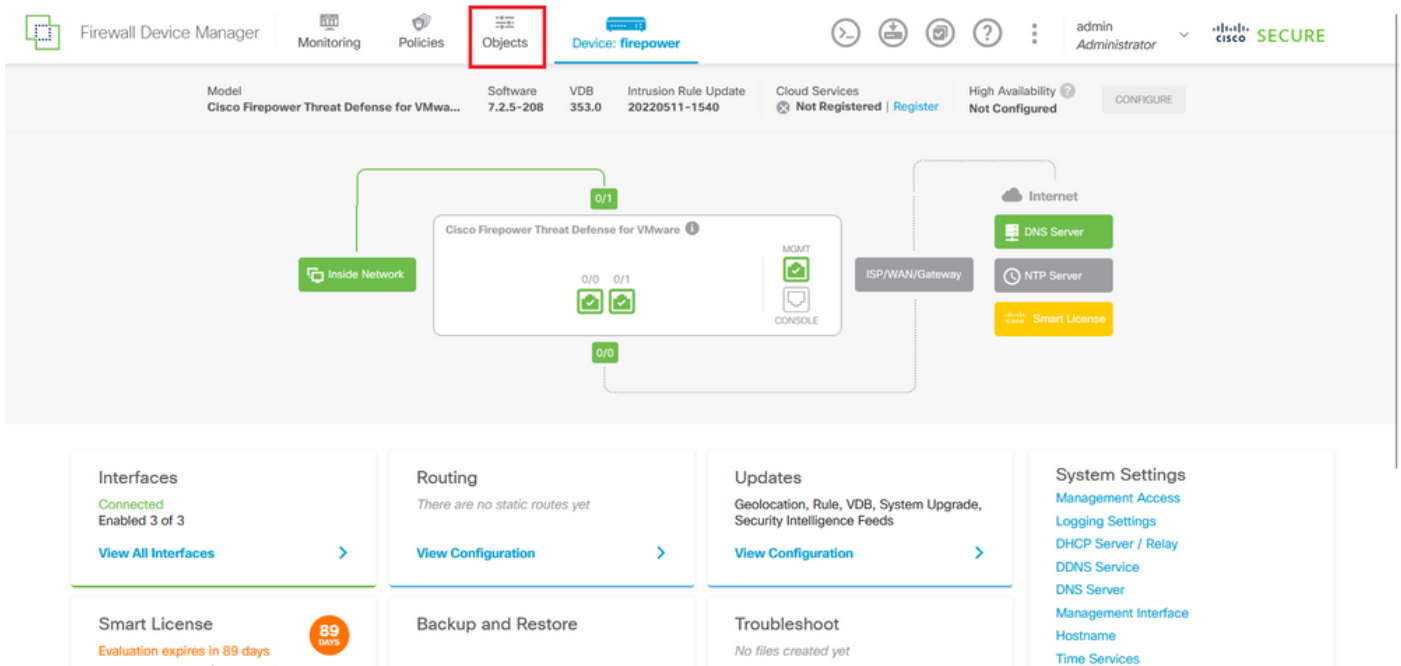 Firewall Device Manager
Monitoring
Policies
Objects
Device: firepower
admin
Administrator
cisco SECURE
Model
Cisco Firepower Threat Defense for VMwa...
Software
7.2.5-208
VDB
353.0
Intrusion Rule Update
20220511-1540
Cloud Services
Not Registered | Register
High Availability ?
Not Configured
CONFIGURE
0/1
Internet
Cisco Firepower Threat Defense for VMware
DNS Server
MGMT
Inside Network
0/0 0/1
ISP/WAN/Gateway
NTP Server
CONSOLE
cisco Smart License
0/0
Interfaces
Connected
Enabled 3 of 3
View All Interfaces
Routing
There are no static routes yet
View Configuration
Updates
Geolocation, Rule, VDB, System Upgrade,
Security Intelligence Feeds
View Configuration
System Settings
Management Access
Logging Settings
DHCP Server / Relay
DDNS Service
DNS Server
Management Interface
Hostname
Time Services
Smart License
Evaluation expires in 89 days
89
DAYS
Backup and Restore
Troubleshoot
No files created yet